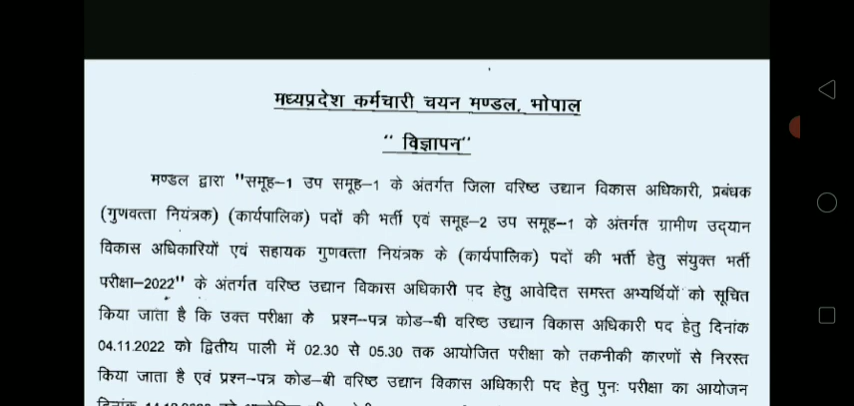 मध्यप्रदेश कर्मचारी चयन मण्डल, भोपाल
'' विज्ञापन''
मण्डल द्वारा ''समूह–1 उप समूह–1 के अंतर्गत जिला वरिष्ठ उद्यान विकास अधिकारी, प्रबंधक
(गुणवत्ता नियंत्रक) (कार्यपालिक) पदों की भर्ती एवं समूह–2 उप समूह–1 के अंतर्गत ग्रामीण उद्यान
विकास अधिकारियों एवं सहायक गुणवत्ता नियंत्रक के (कार्यपालिक) पदों की भर्ती हेतु संयुक्त भर्ती
परीक्षा–2022'' के अंतर्गत वरिष्ठ उद्यान विकास अधिकारी पद हेतु आवेदित समस्त अभ्यर्थियों को सूचित
किया जाता है कि उक्त परीक्षा के प्रश्न–पत्र कोड–बी वरिष्ठ उद्यान विकास अधिकारी पद हेतु दिनांक
04.11.2022 को द्वितीय पाली में 02.30 से 05.30 तक आयोजित परीक्षा को तकनीकी कारणों से निरस्त
किया जाता है एवं प्रश्न–पत्र कोड–बी वरिष्ठ उद्यान विकास अधिकारी पद हेतु पुनः परीक्षा का आयोजन